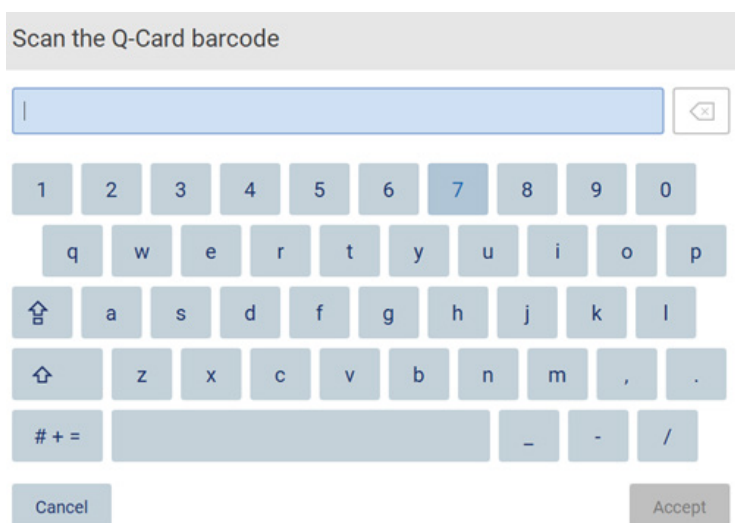 Scan the Q-Card barcode
1 2 3 4 5 6 7 8 9 0
q w e r t y u i o p
a s d f g h j k l
z x c v b n m , .
# + = _ - /
Cancel Accept